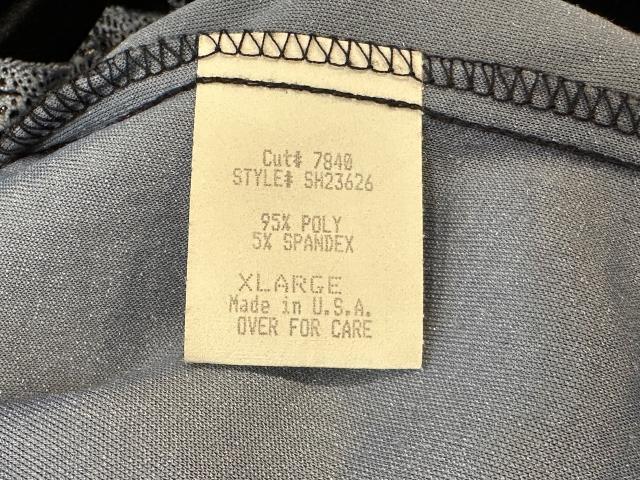 Cut# 7840
STYLE# SH23626
95% POLY
5% SPANDEX
XLARGE
Made in U.S.A.
OVER FOR CARE